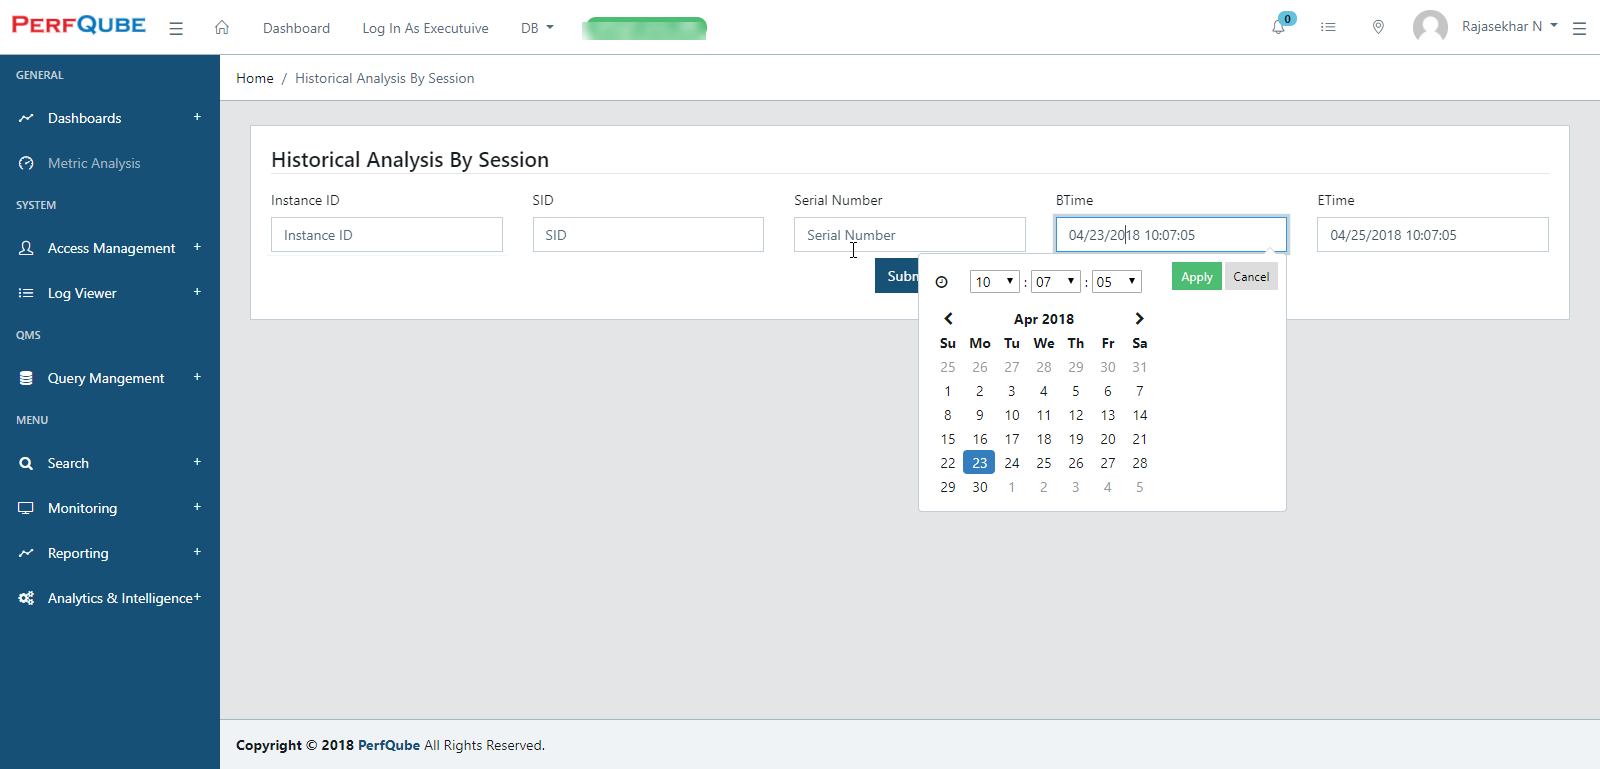 PERFQUBE
Dashboard
Log In As Executuive
DB
0
Rajasekhar N
GENERAL
Dashboards +
Metric Analysis
SYSTEM
Access Management +
Log Viewer +
QMS
Query Mangement +
MENU
Search +
Monitoring +
Reporting +
Analytics & Intelligence+
Home / Historical Analysis By Session
Historical Analysis By Session
Instance ID SID Serial Number BTime ETime
Instance ID SID Serial Number 04/23/2018 10:07:05 04/25/2018 10:07:05
Subm
10 : 07 : 05 Apply Cancel
Apr 2018
Su Mo Tu We Th Fr Sa
25 26 27 28 29 30 31
1 2 3 4 5 6 7
8 9 10 11 12 13 14
15 16 17 18 19 20 21
22 23 24 25 26 27 28
29 30 1 2 3 4 5
Copyright © 2018 PerfQube All Rights Reserved.